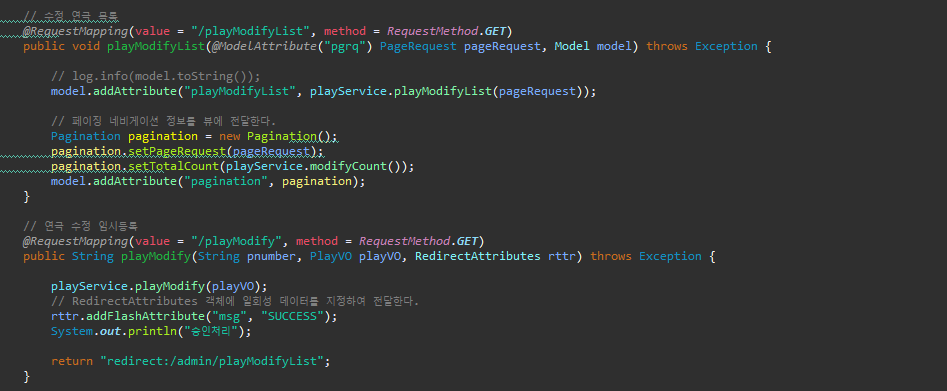 // 수정 연극 목록
@RequestMapping(value = "/playModifyList", method = RequestMethod.GET)
public void playModifyList(@ModelAttribute("pgrq") PageRequest pageRequest, Model model) throws Exception {
// log.info(model.toString());
model.addAttribute("playModifyList", playService.playModifyList(pageRequest));
// 페이징 네비게이션 정보를 뷰에 전달한다.
Pagination pagination = new Pagination();
pagination.setPageRequest(pageRequest);
pagination.setTotalCount(playService.modifyCount());
model.addAttribute("pagination", pagination);
}
// 연극 수정 임시등록
@RequestMapping(value = "/playModify", method = RequestMethod.GET)
public String playModify(String pnumber, PlayVO playVO, RedirectAttributes rttr) throws Exception {
playService.playModify(playVO);
// RedirectAttributes 객체에 일회성 데이터를 지정하여 전달한다.
rttr.addFlashAttribute("msg", "SUCCESS");
System.out.println("승인처리");
return "redirect:/admin/playModifyList";
}